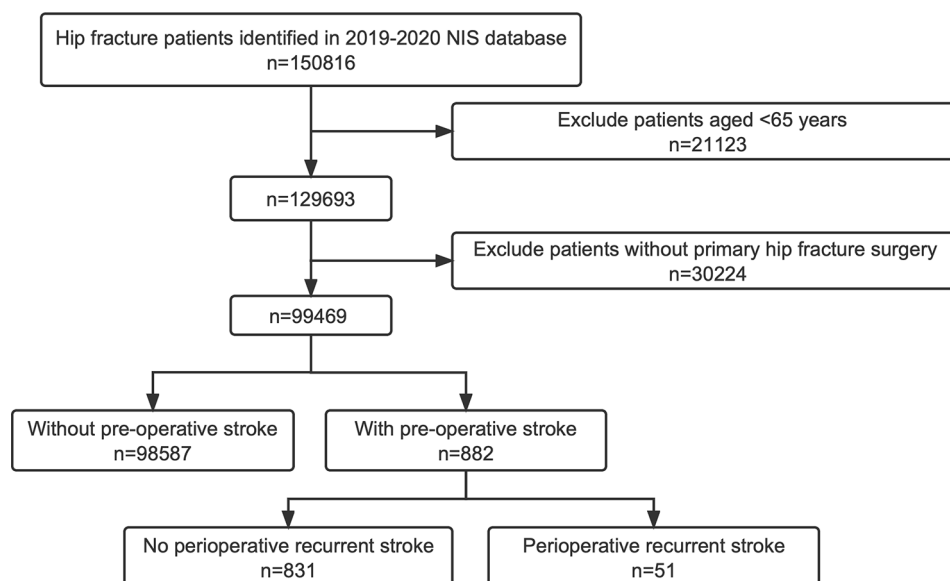 Hip fracture patients identified in 2019-2020 NIS database
n=150816
Exclude patients aged <65 years
n=21123
n=129693
Exclude patients without primary hip fracture surgery
n=30224
n=99469
Without pre-operative stroke
n=98587
With pre-operative stroke
n=882
No perioperative recurrent stroke
n=831
Perioperative recurrent stroke
n=51